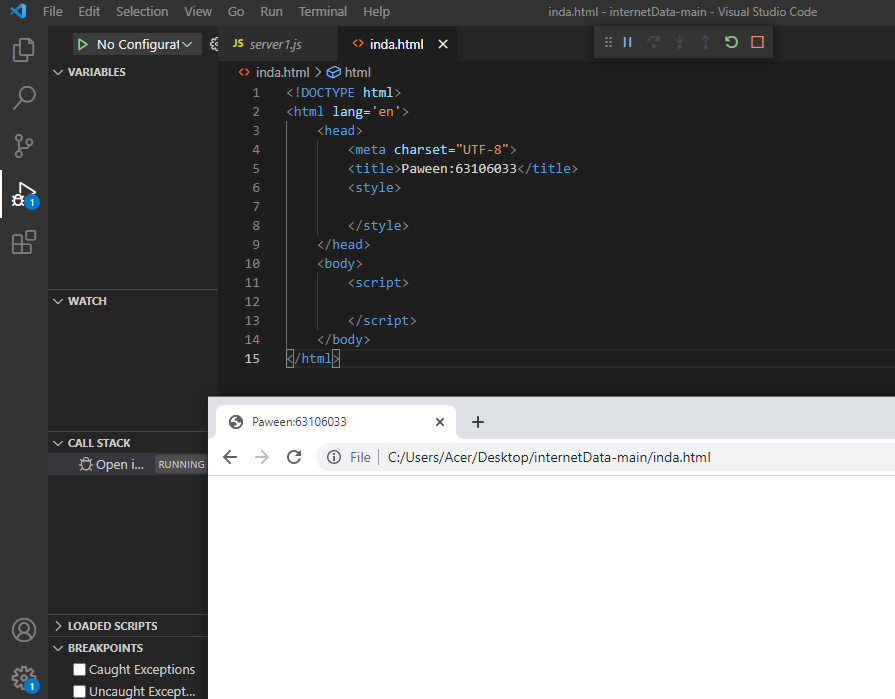 File Edit Selection View Go Run Terminal Help inda.html - internetData-main - Visual Studio Code
No Configurat JS server1.js <> inda.html
VARIABLES
<> inda.html > html
1 <!DOCTYPE html>
2 <html lang='en'>
3 <head>
4 <meta charset="UTF-8">
5 <title>Paween:63106033</title>
6 <style>
7
8 </style>
9 </head>
10 <body>
11 <script>
12
13 </script>
14 </body>
15 </html>
WATCH
CALL STACK
Open i... RUNNING
LOADED SCRIPTS
BREAKPOINTS
Caught Exceptions
Uncaught Except...
1
1
Paween:63106033
File C:/Users/Acer/Desktop/internetData-main/inda.html